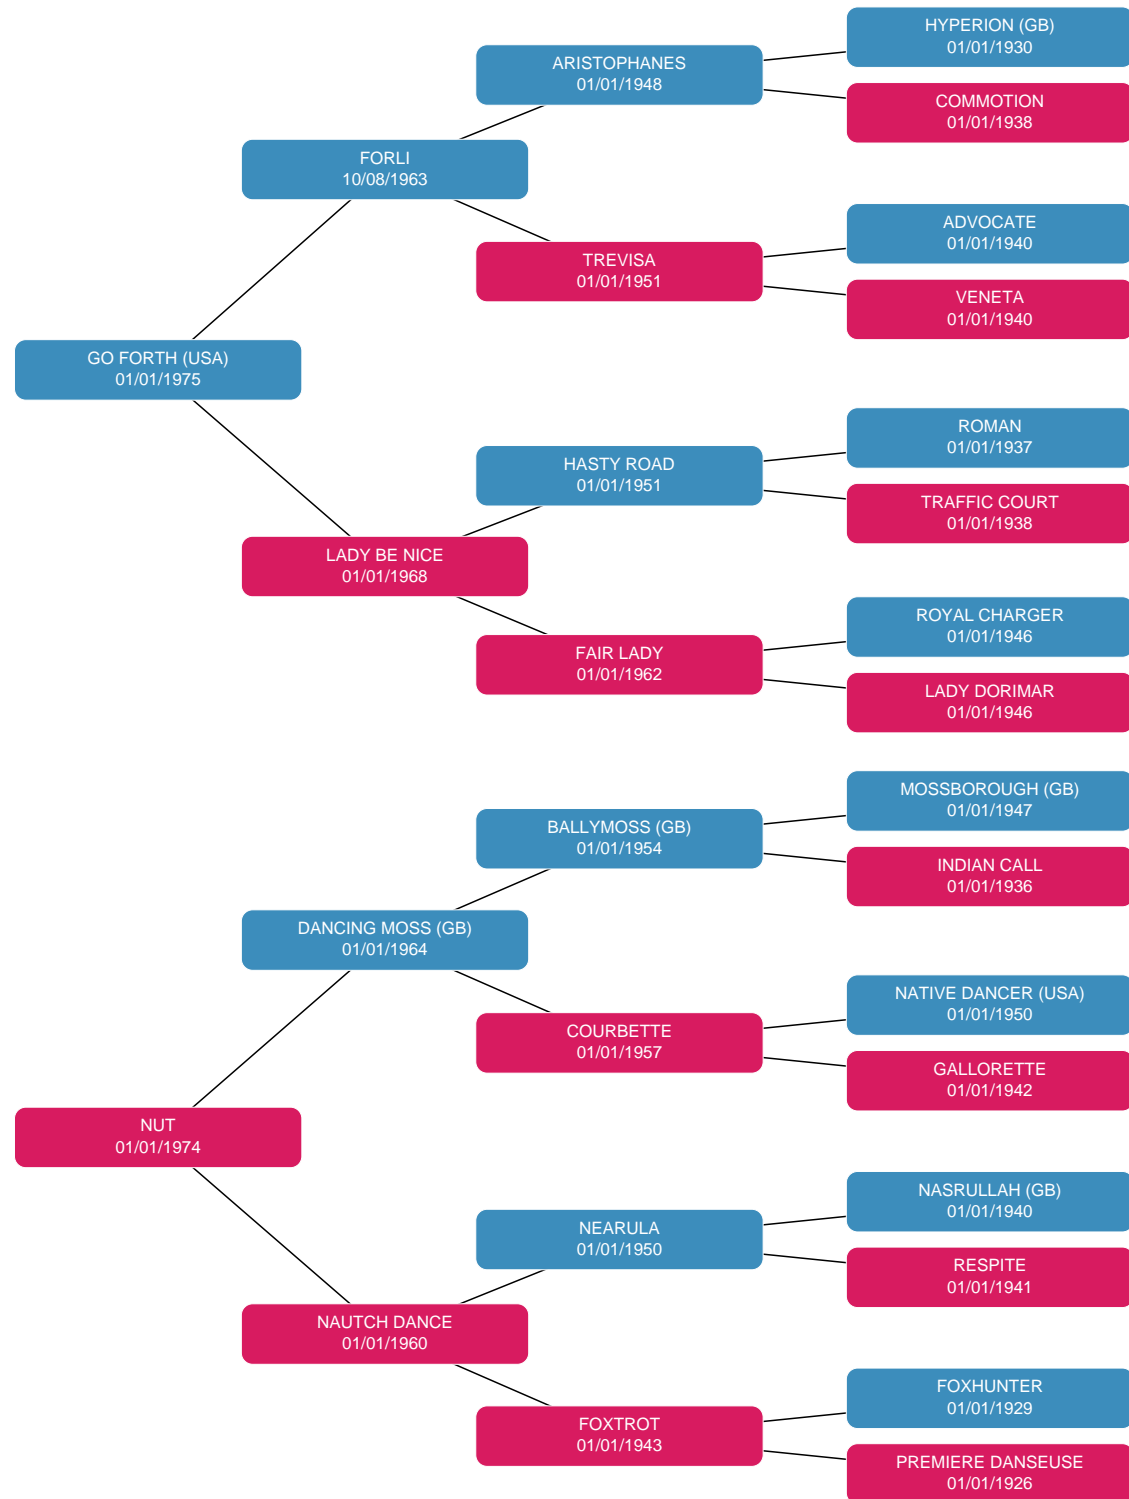 HYPERION (GB)
01/01/1930
ARISTOPHANES
01/01/1948
COMMOTION
01/01/1938
FORLI
10/08/1963
ADVOCATE
01/01/1940
TREVISA
01/01/1951
VENETA
01/01/1940
GO FORTH (USA)
01/01/1975
ROMAN
01/01/1937
HASTY ROAD
01/01/1951
TRAFFIC COURT
01/01/1938
LADY BE NICE
01/01/1968
ROYAL CHARGER
01/01/1946
FAIR LADY
01/01/1962
LADY DORIMAR
01/01/1946
MOSSBOROUGH (GB)
01/01/1947
BALLYMOSS (GB)
01/01/1954
INDIAN CALL
01/01/1936
DANCING MOSS (GB)
01/01/1964
NATIVE DANCER (USA)
01/01/1950
COURBETTE
01/01/1957
GALLORETTE
01/01/1942
NUT
01/01/1974
NASRULLAH (GB)
01/01/1940
NEARULA
01/01/1950
RESPITE
01/01/1941
NAUTCH DANCE
01/01/1960
FOXHUNTER
01/01/1929
FOXTROT
01/01/1943
PREMIERE DANSEUSE
01/01/1926